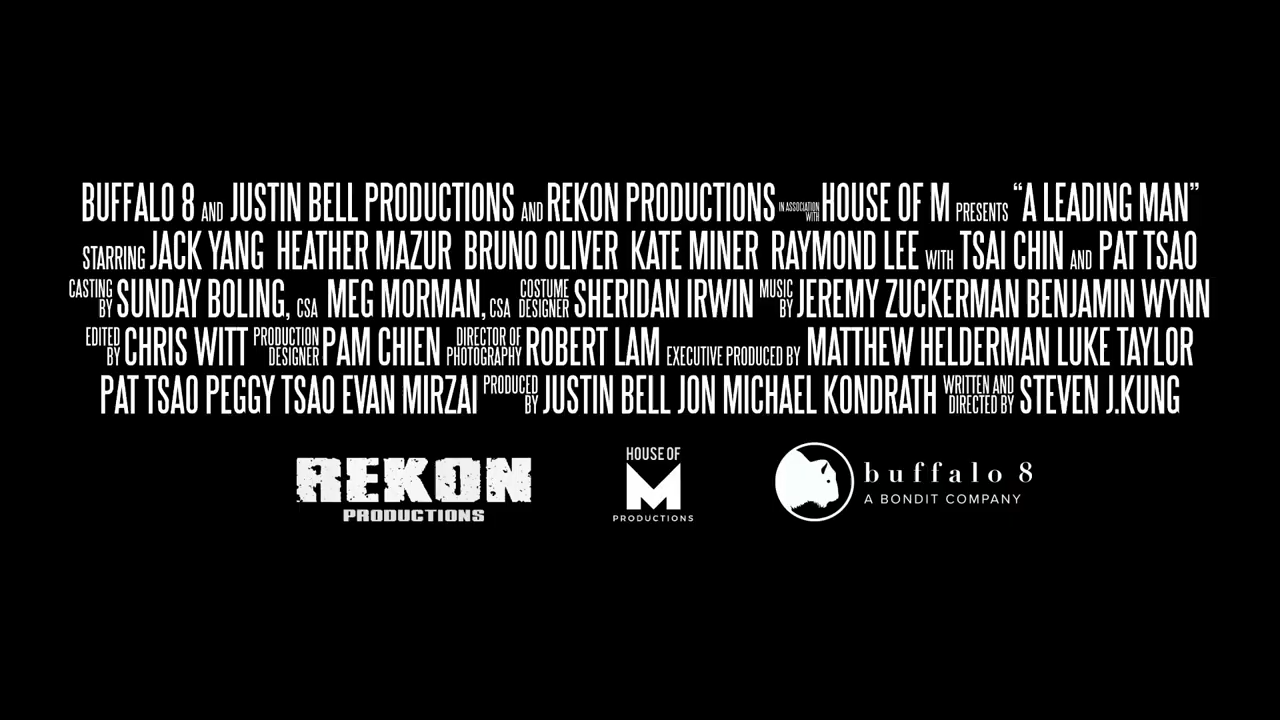 BUFFALO 8 AND JUSTIN BELL PRODUCTIONS AND REKON PRODUCTIONS IN ASSOCIATION WITH HOUSE OF M PRESENTS “A LEADING MAN”
STARRING JACK YANG HEATHER MAZUR BRUNO OLIVER KATE MINER RAYMOND LEE WITH TSAI CHIN AND PAT TSAO
CASTING BY SUNDAY BOLING, CSA MEG MORMAN, CSA COSTUME DESIGNER SHERIDAN IRWIN MUSIC BY JEREMY ZUCKERMAN BENJAMIN WYNN
EDITED BY CHRIS WITT PRODUCTION DESIGNER PAM CHIEN DIRECTOR OF PHOTOGRAPHY ROBERT LAM EXECUTIVE PRODUCED BY MATTHEW HELDERMAN LUKE TAYLOR
PAT TSAO PEGGY TSAO EVAN MIRZAI PRODUCED BY JUSTIN BELL JON MICHAEL KONDRATH WRITTEN AND DIRECTED BY STEVEN J.KUNG
REKON
PRODUCTIONS
HOUSE OF
M
PRODUCTIONS
buffalo 8
A BONDIT COMPANY